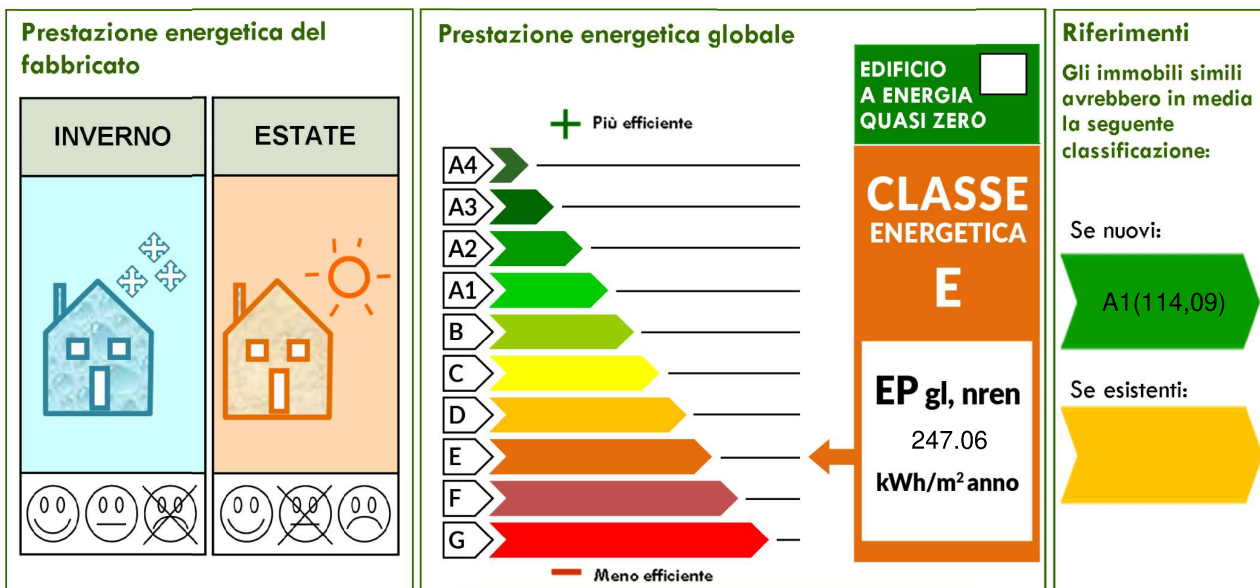 Prestazione energetica del
fabbricato
INVERNO
ESTATE
Prestazione energetica globale
Più efficiente
A4
A3
A2
A1
B
C
D
E
F
G
Meno efficiente
EDIFICIO
A ENERGIA
QUASI ZERO
CLASSE
ENERGETICA
E
EP gl, nren
247.06
kWh/m² anno
Riferimenti
Gli immobili simili
avrebbero in media
la seguente
classificazione:
Se nuovi:
A1(114,09)
Se esistenti: